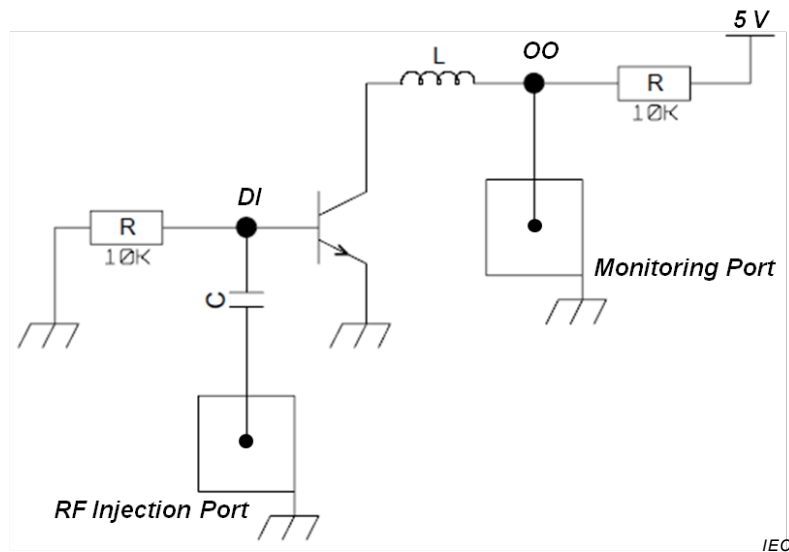 5 V
L
OO
R
10K
DI
R
10K
Monitoring Port
C
RF Injection Port
IEC